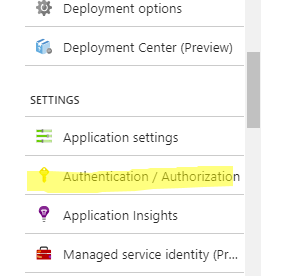 Deployment options
Deployment Center (Preview)
SETTINGS
Application settings
Authentication / Authorization
Application Insights
Managed service identity (Pr...